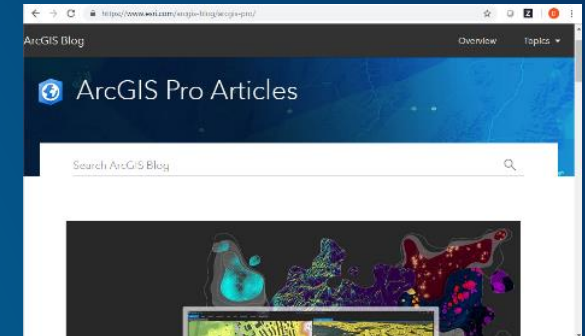 https://www.esri.com/arcgis-blog/arcgis-pro/
ArcGIS Blog
Overview
Topics
ArcGIS Pro Articles
Search ArcGIS Blog